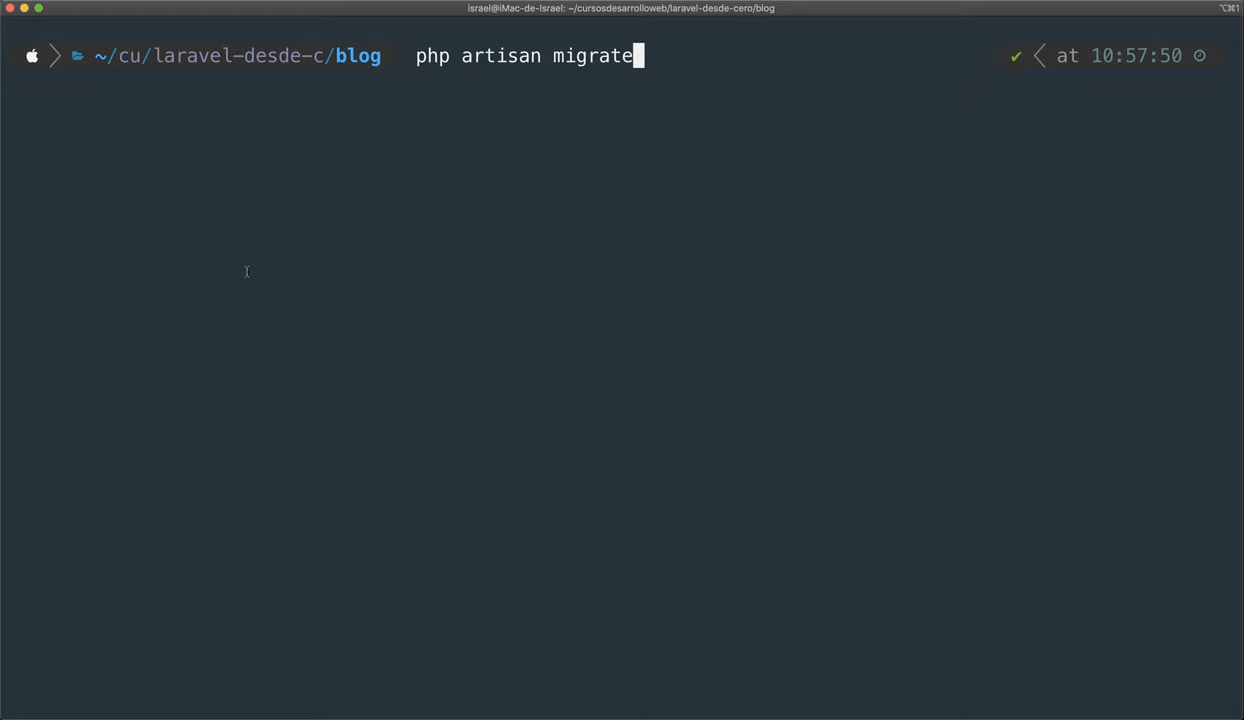 israel@iMac-de-Israel: ~/cursosdesarrolloweb/laravel-desde-cero/blog
⌥⌘1
~/cu/laravel-desde-c/blog php artisan migrate
✔ at 10:57:50